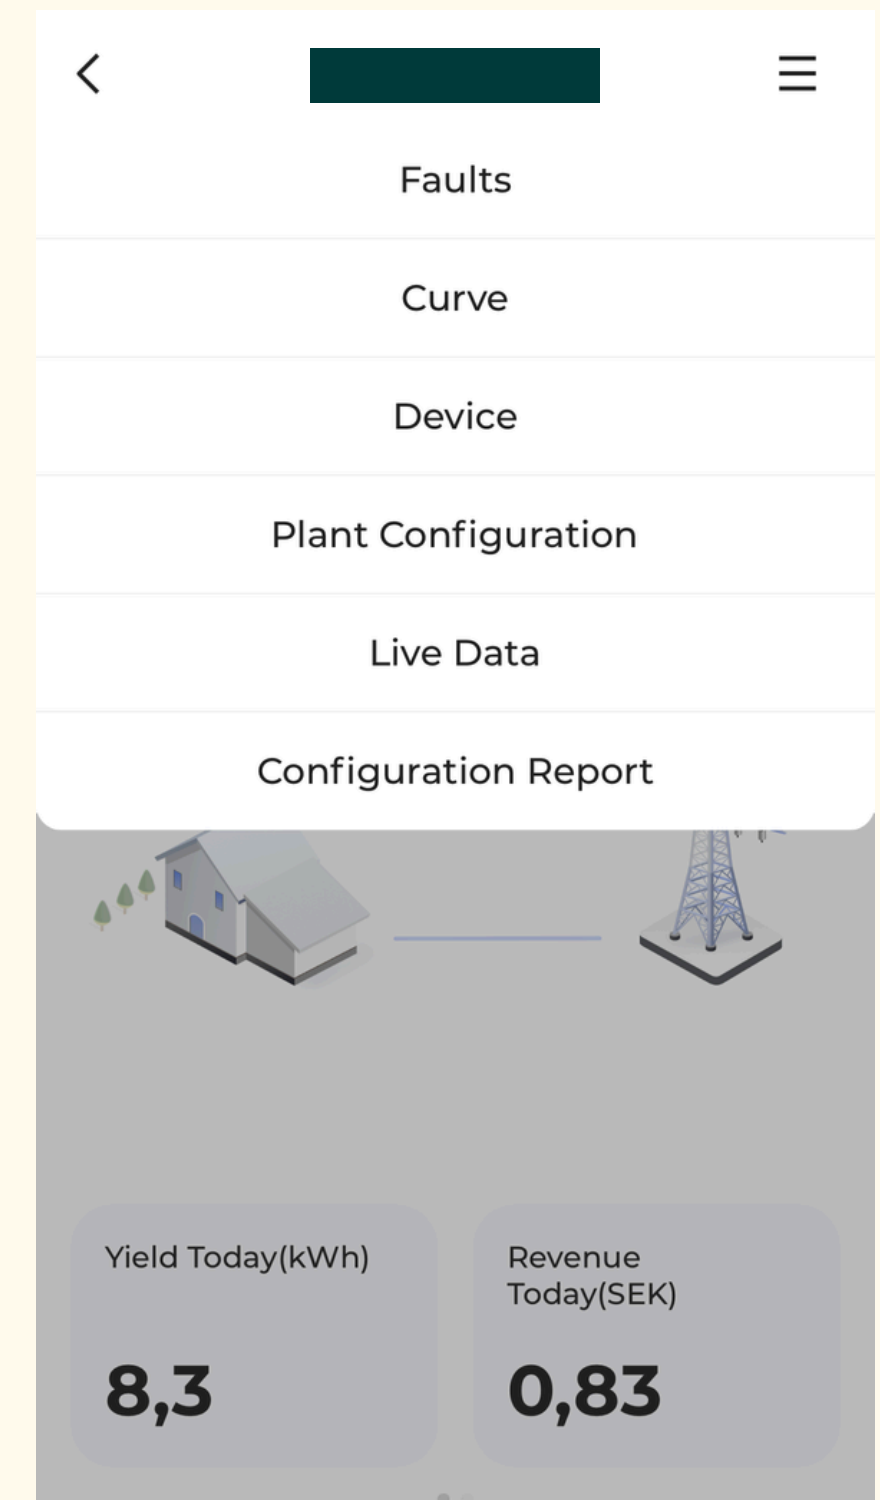 Faults
Curve
Device
Plant Configuration
Live Data
Configuration Report
Yield Today(kWh)
8,3
Revenue
Today(SEK)
0,83